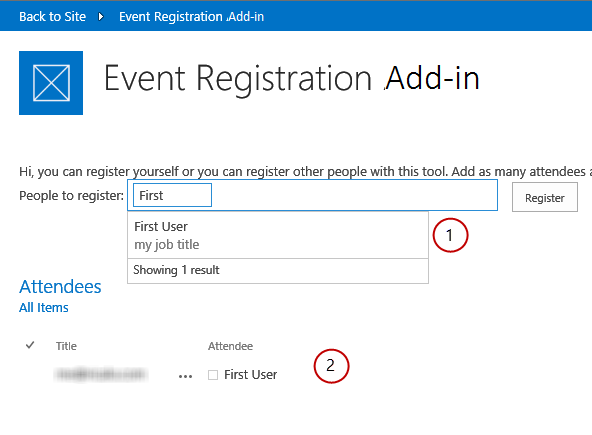 Back to Site Event Registration Add-in
Event Registration Add-in
Hi, you can register yourself or you can register other people with this tool. Add as many attendees a
People to register: First Register
First User
my job title
1
Showing 1 result
Attendees
All Items
Title Attendee
... First User
2